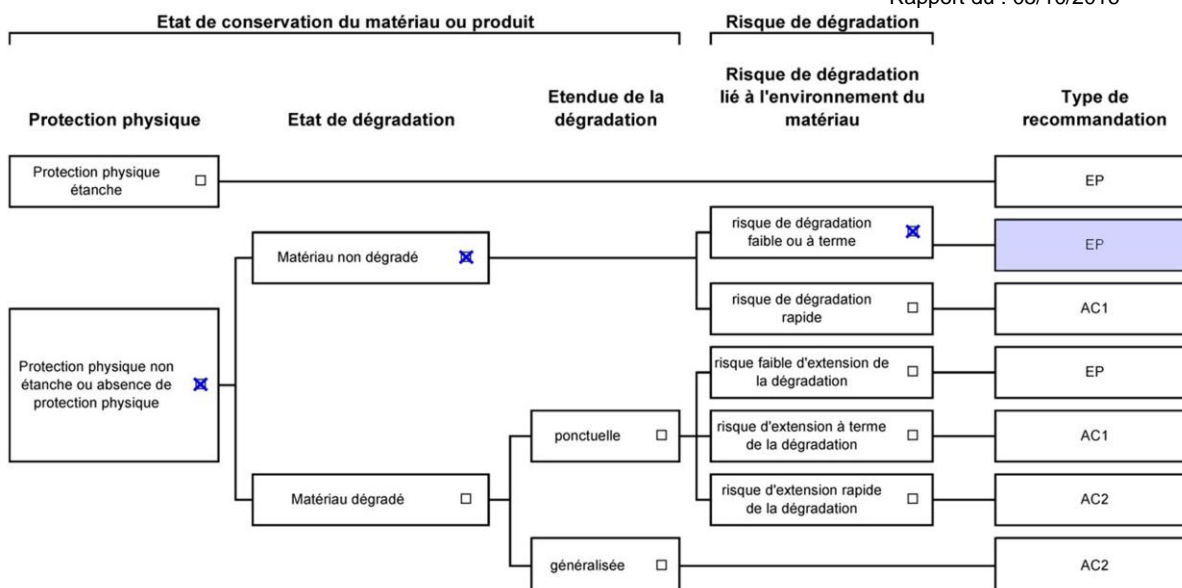 Rapport du :
Etat de conservation du matériau ou produit
Risque de dégradation
Protection physique
Etat de dégradation
Etendue de la
dégradation
Risque de dégradation
lié à l'environnement du
matériau
Type de
recommandation
Protection physique
étanche
EP
risque de dégradation
faible ou à terme
EP
Matériau non dégradé
risque de dégradation
rapide
AC1
Protection physique non
étanche ou absence de
protection physique
risque faible d'extension de
la dégradation
EP
ponctuelle
risque d'extension à terme
de la dégradation
AC1
Matériau dégradé
risque d'extension rapide
de la dégradation
AC2
généralisée
AC2